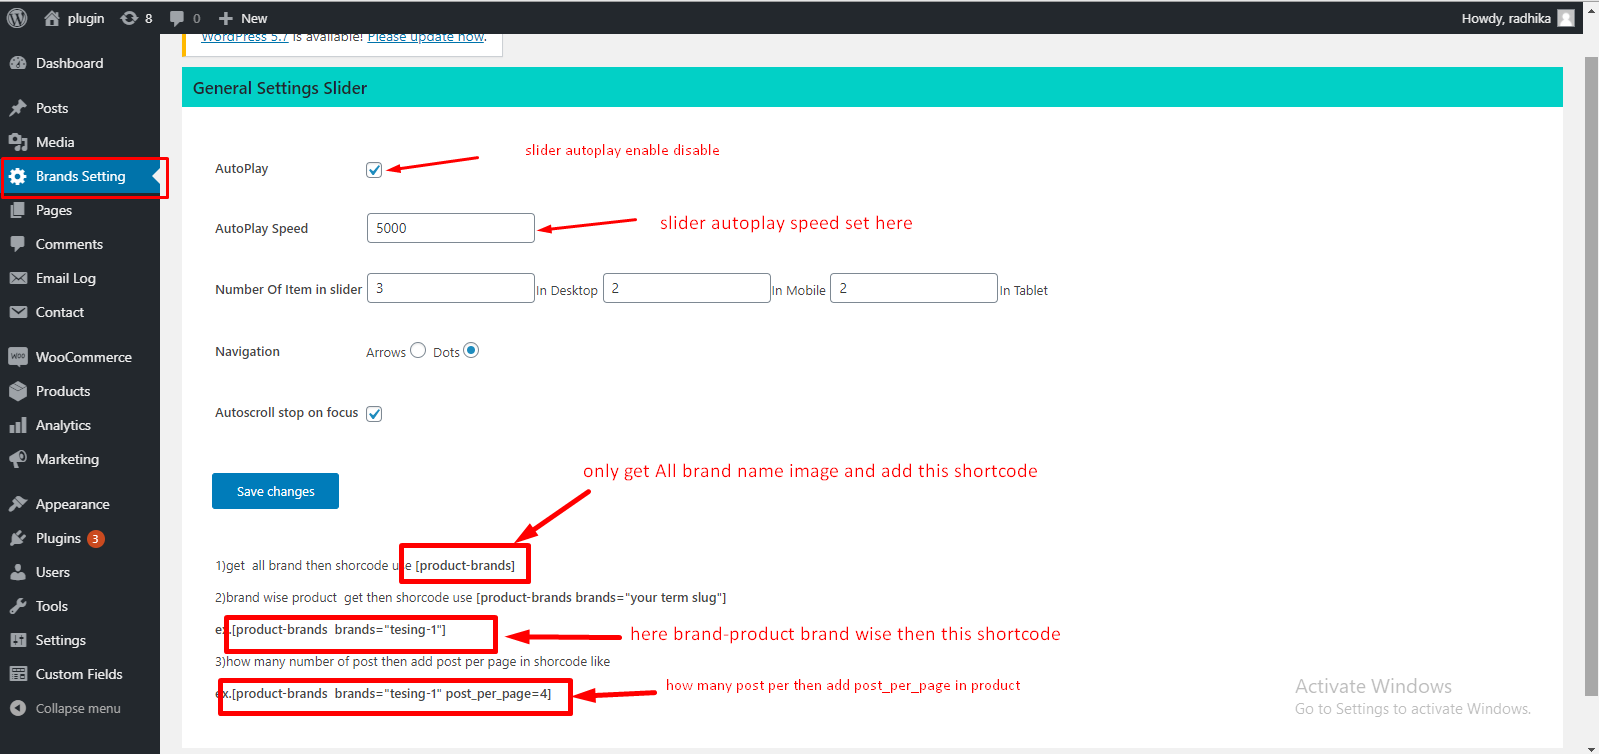 plugin 8 0 New Howdy, radhika
WordPress 5.7 is available! Please update now.
Dashboard
Posts
Media
Brands Setting
Pages
Comments
Email Log
Contact
WooCommerce
Products
Analytics
Marketing
Appearance
Plugins 3
Users
Tools
Settings
Custom Fields
Collapse menu
General Settings Slider
AutoPlay
slider autoplay enable disable
AutoPlay Speed 5000
slider autoplay speed set here
Number Of Item in slider 3 In Desktop 2 In Mobile 2 In Tablet
Navigation Arrows Dots
Autoscroll stop on focus
only get All brand name image and add this shortcode
Save changes
1)get all brand then shorcode use [product-brands]
2)brand wise product get then shorcode use [product-brands brands="your term slug"]
ex.[product-brands brands="tesing-1"]
here brand-product brand wise then this shortcode
3)how many number of post then add post per page in shorcode like
ex.[product-brands brands="tesing-1" post_per_page=4]
how many post per then add post_per_page in product
Activate Windows
Go to Settings to activate Windows.